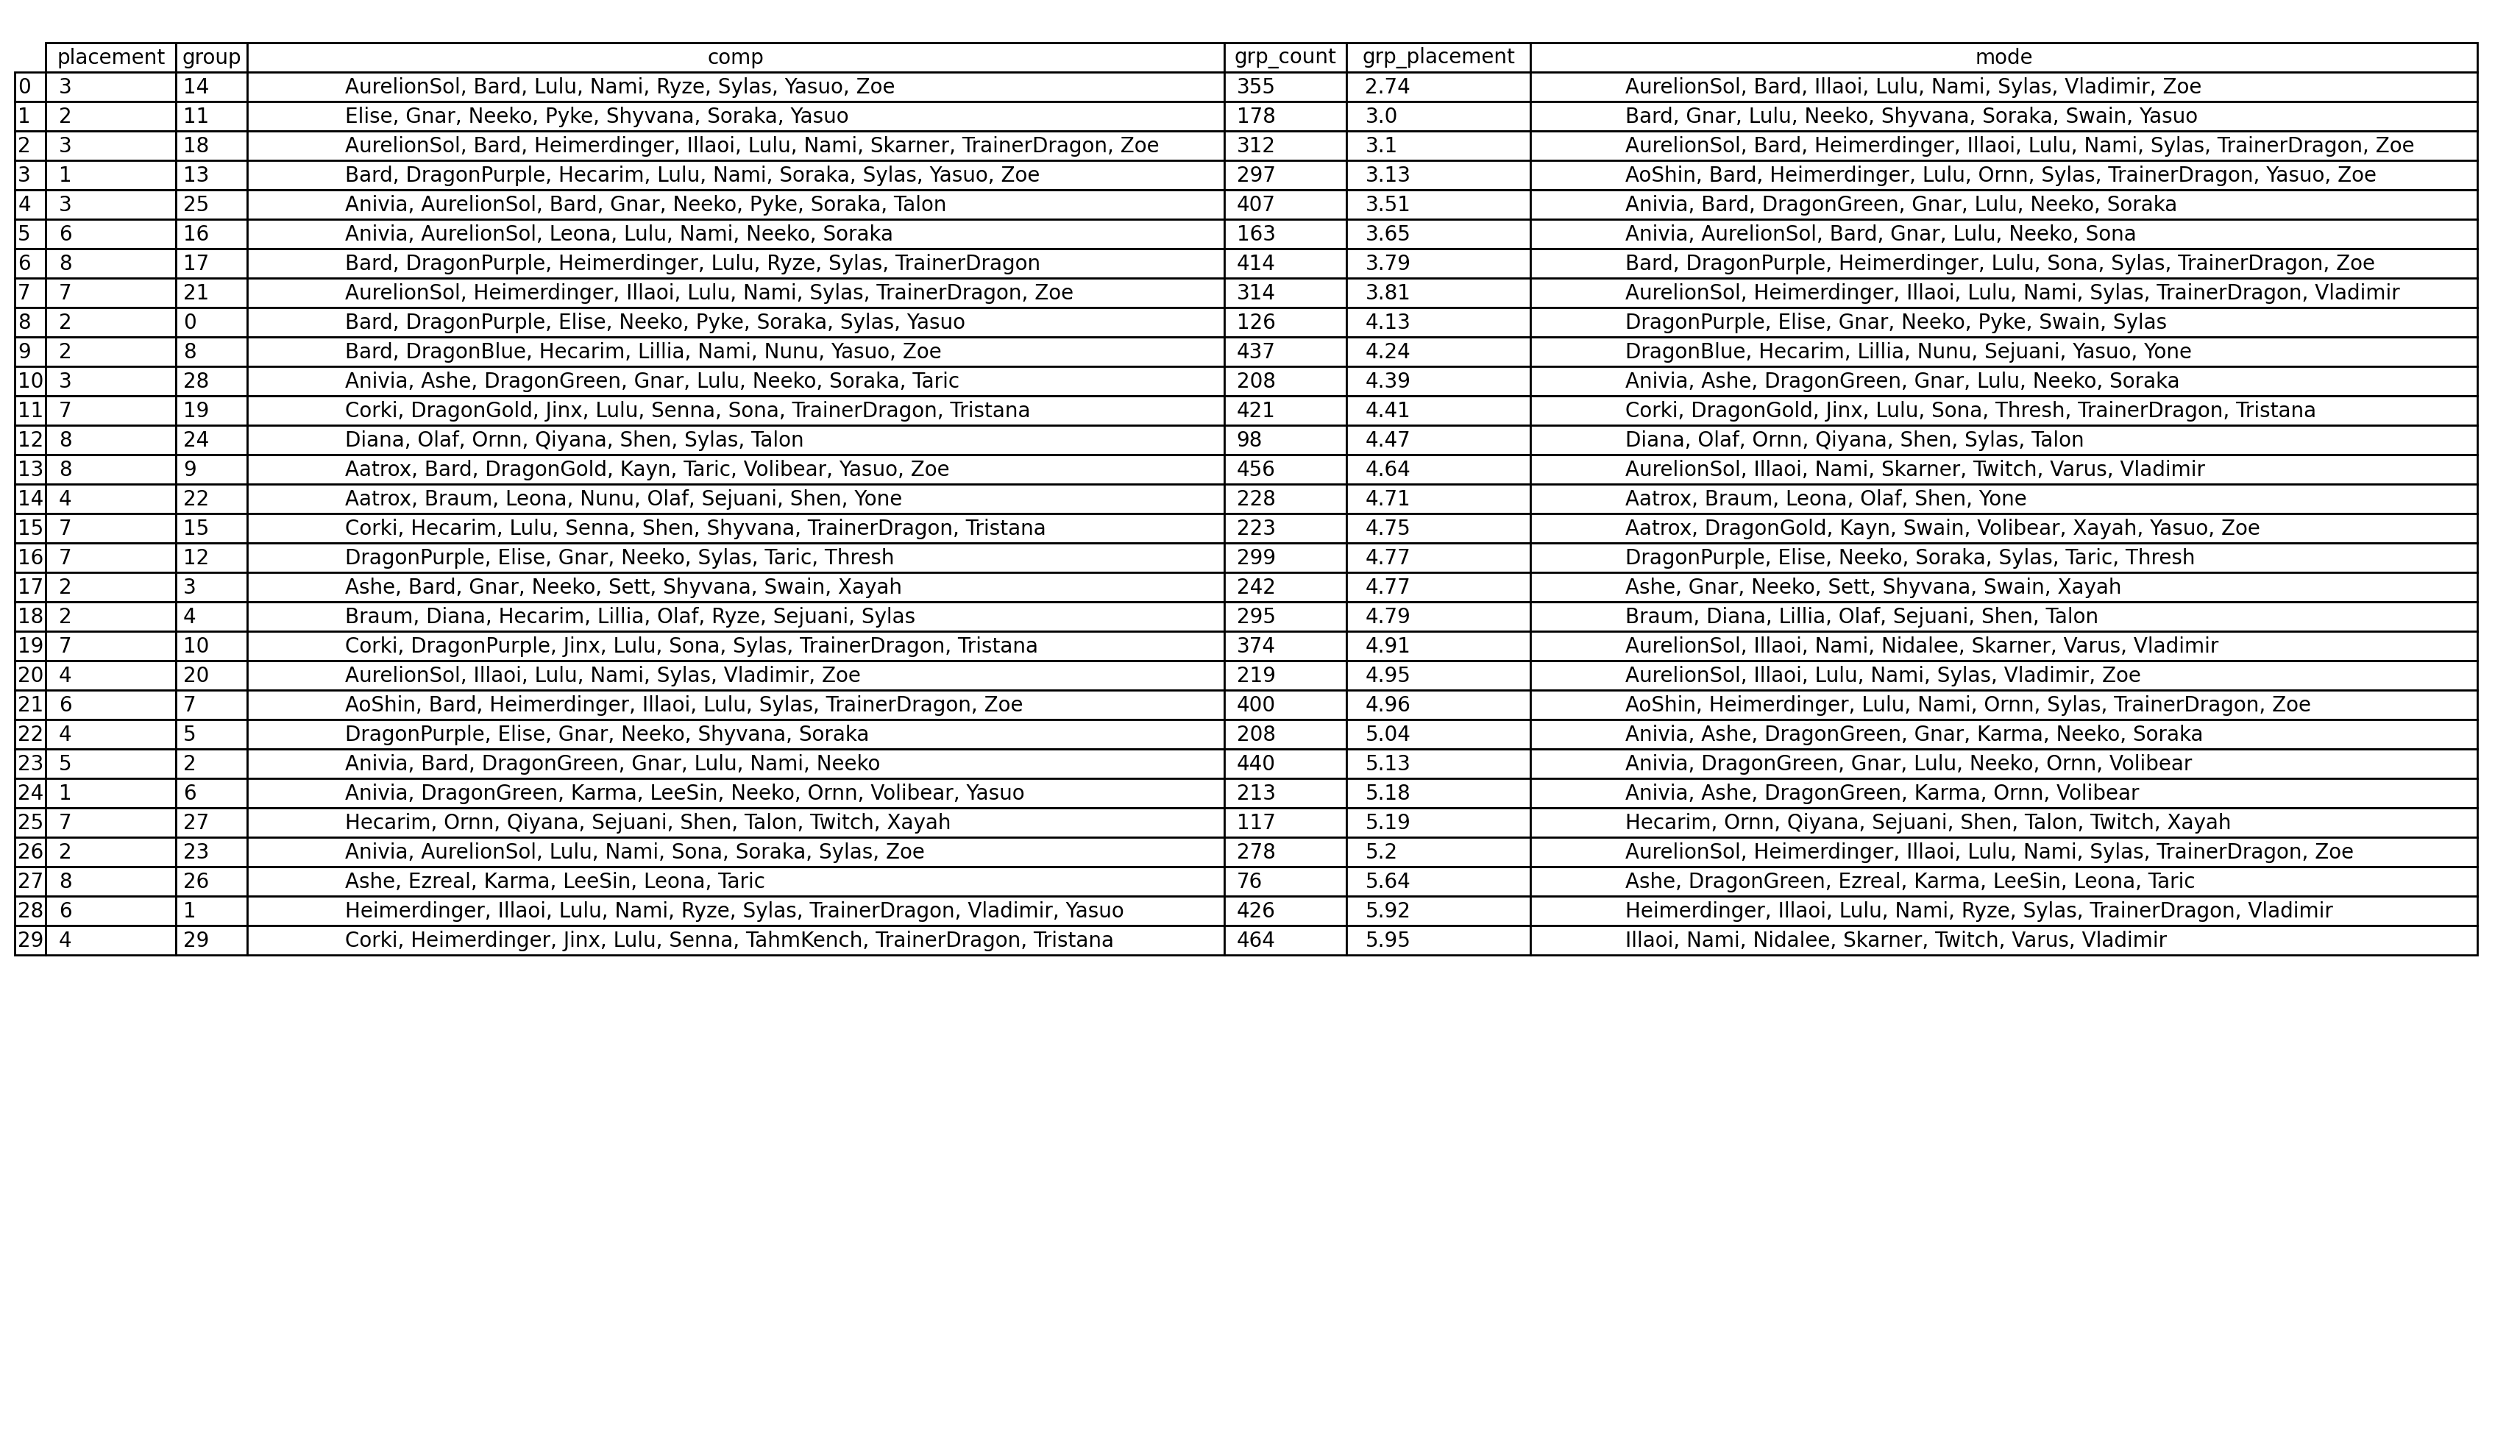 placement group comp grp_count grp_placement mode
0 3 14 AurelionSol, Bard, Lulu, Nami, Ryze, Sylas, Yasuo, Zoe 355 2.74 AurelionSol, Bard, Illaoi, Lulu, Nami, Sylas, Vladimir, Zoe
1 2 11 Elise, Gnar, Neeko, Pyke, Shyvana, Soraka, Yasuo 178 3.0 Bard, Gnar, Lulu, Neeko, Shyvana, Soraka, Swain, Yasuo
2 3 18 AurelionSol, Bard, Heimerdinger, Illaoi, Lulu, Nami, Skarner, TrainerDragon, Zoe 312 3.1 AurelionSol, Bard, Heimerdinger, Illaoi, Lulu, Nami, Sylas, TrainerDragon, Zoe
3 1 13 Bard, DragonPurple, Hecarim, Lulu, Nami, Soraka, Sylas, Yasuo, Zoe 297 3.13 AoShin, Bard, Heimerdinger, Lulu, Ornn, Sylas, TrainerDragon, Yasuo, Zoe
4 3 25 Anivia, AurelionSol, Bard, Gnar, Neeko, Pyke, Soraka, Talon 407 3.51 Anivia, Bard, DragonGreen, Gnar, Lulu, Neeko, Soraka
5 6 16 Anivia, AurelionSol, Leona, Lulu, Nami, Neeko, Soraka 163 3.65 Anivia, AurelionSol, Bard, Gnar, Lulu, Neeko, Sona
6 8 17 Bard, DragonPurple, Heimerdinger, Lulu, Ryze, Sylas, TrainerDragon 414 3.79 Bard, DragonPurple, Heimerdinger, Lulu, Sona, Sylas, TrainerDragon, Zoe
7 7 21 AurelionSol, Heimerdinger, Illaoi, Lulu, Nami, Sylas, TrainerDragon, Zoe 314 3.81 AurelionSol, Heimerdinger, Illaoi, Lulu, Nami, Sylas, TrainerDragon, Vladimir
8 2 0 Bard, DragonPurple, Elise, Neeko, Pyke, Soraka, Sylas, Yasuo 126 4.13 DragonPurple, Elise, Gnar, Neeko, Pyke, Swain, Sylas
9 2 8 Bard, DragonBlue, Hecarim, Lillia, Nami, Nunu, Yasuo, Zoe 437 4.24 DragonBlue, Hecarim, Lillia, Nunu, Sejuani, Yasuo, Yone
10 3 28 Anivia, Ashe, DragonGreen, Gnar, Lulu, Neeko, Soraka, Taric 208 4.39 Anivia, Ashe, DragonGreen, Gnar, Lulu, Neeko, Soraka
11 7 19 Corki, DragonGold, Jinx, Lulu, Senna, Sona, TrainerDragon, Tristana 421 4.41 Corki, DragonGold, Jinx, Lulu, Sona, Thresh, TrainerDragon, Tristana
12 8 24 Diana, Olaf, Ornn, Qiyana, Shen, Sylas, Talon 98 4.47 Diana, Olaf, Ornn, Qiyana, Shen, Sylas, Talon
13 8 9 Aatrox, Bard, DragonGold, Kayn, Taric, Volibear, Yasuo, Zoe 456 4.64 AurelionSol, Illaoi, Nami, Skarner, Twitch, Varus, Vladimir
14 4 22 Aatrox, Braum, Leona, Nunu, Olaf, Sejuani, Shen, Yone 228 4.71 Aatrox, Braum, Leona, Olaf, Shen, Yone
15 7 15 Corki, Hecarim, Lulu, Senna, Shen, Shyvana, TrainerDragon, Tristana 223 4.75 Aatrox, DragonGold, Kayn, Swain, Volibear, Xayah, Yasuo, Zoe
16 7 12 DragonPurple, Elise, Gnar, Neeko, Sylas, Taric, Thresh 299 4.77 DragonPurple, Elise, Neeko, Soraka, Sylas, Taric, Thresh
17 2 3 Ashe, Bard, Gnar, Neeko, Sett, Shyvana, Swain, Xayah 242 4.77 Ashe, Gnar, Neeko, Sett, Shyvana, Swain, Xayah
18 2 4 Braum, Diana, Hecarim, Lillia, Olaf, Ryze, Sejuani, Sylas 295 4.79 Braum, Diana, Lillia, Olaf, Sejuani, Shen, Talon
19 7 10 Corki, DragonPurple, Jinx, Lulu, Sona, Sylas, TrainerDragon, Tristana 374 4.91 AurelionSol, Illaoi, Nami, Nidalee, Skarner, Varus, Vladimir
20 4 20 AurelionSol, Illaoi, Lulu, Nami, Sylas, Vladimir, Zoe 219 4.95 AurelionSol, Illaoi, Lulu, Nami, Sylas, Vladimir, Zoe
21 6 7 AoShin, Bard, Heimerdinger, Illaoi, Lulu, Sylas, TrainerDragon, Zoe 400 4.96 AoShin, Heimerdinger, Lulu, Nami, Ornn, Sylas, TrainerDragon, Zoe
22 4 5 DragonPurple, Elise, Gnar, Neeko, Shyvana, Soraka 208 5.04 Anivia, Ashe, DragonGreen, Gnar, Karma, Neeko, Soraka
23 5 2 Anivia, Bard, DragonGreen, Gnar, Lulu, Nami, Neeko 440 5.13 Anivia, DragonGreen, Gnar, Lulu, Neeko, Ornn, Volibear
24 1 6 Anivia, DragonGreen, Karma, LeeSin, Neeko, Ornn, Volibear, Yasuo 213 5.18 Anivia, Ashe, DragonGreen, Karma, Ornn, Volibear
25 7 27 Hecarim, Ornn, Qiyana, Sejuani, Shen, Talon, Twitch, Xayah 117 5.19 Hecarim, Ornn, Qiyana, Sejuani, Shen, Talon, Twitch, Xayah
26 2 23 Anivia, AurelionSol, Lulu, Nami, Sona, Soraka, Sylas, Zoe 278 5.2 AurelionSol, Heimerdinger, Illaoi, Lulu, Nami, Sylas, TrainerDragon, Zoe
27 8 26 Ashe, Ezreal, Karma, LeeSin, Leona, Taric 76 5.64 Ashe, DragonGreen, Ezreal, Karma, LeeSin, Leona, Taric
28 6 1 Heimerdinger, Illaoi, Lulu, Nami, Ryze, Sylas, TrainerDragon, Vladimir, Yasuo 426 5.92 Heimerdinger, Illaoi, Lulu, Nami, Ryze, Sylas, TrainerDragon, Vladimir
29 4 29 Corki, Heimerdinger, Jinx, Lulu, Senna, TahmKench, TrainerDragon, Tristana 464 5.95 Illaoi, Nami, Nidalee, Skarner, Twitch, Varus, Vladimir